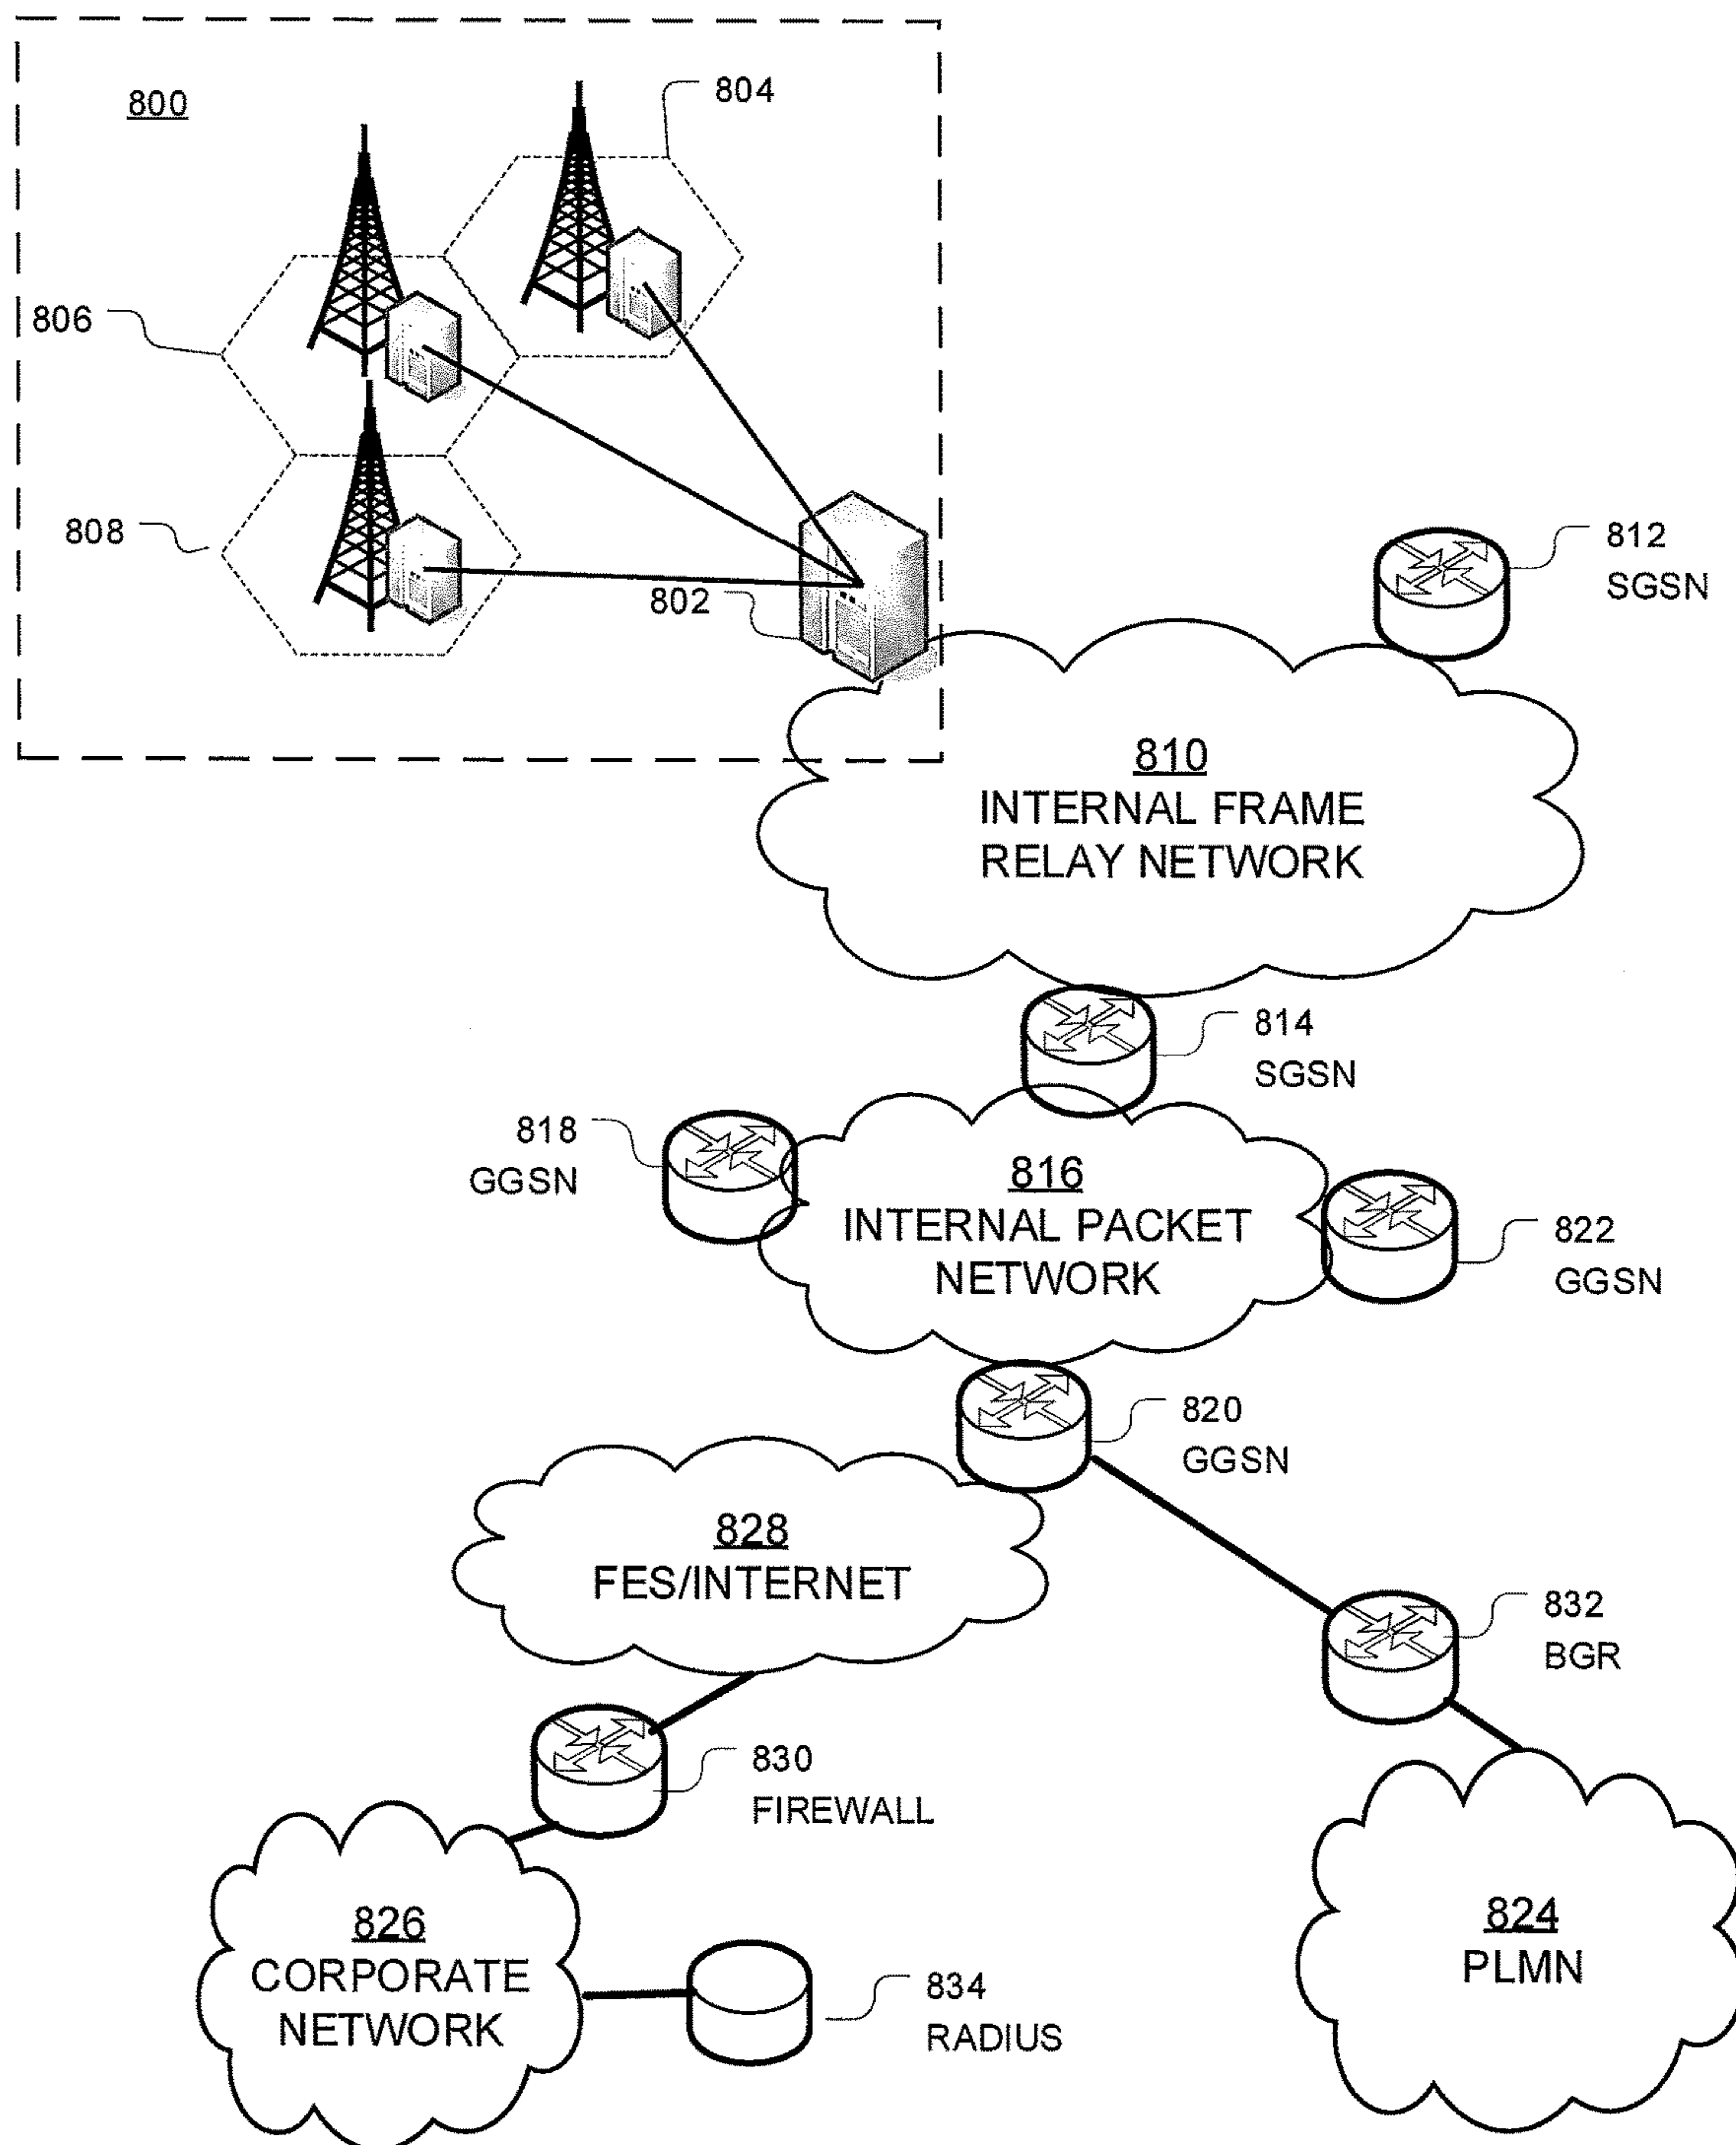 800
804
806
808
802
812
SGSN
810
INTERNAL FRAME
RELAY NETWORK
814
SGSN
818
GGSN
816
INTERNAL PACKET
NETWORK
822
GGSN
820
GGSN
828
FES/INTERNET
832
BGR
830
FIREWALL
826
CORPORATE
NETWORK
834
RADIUS
824
PLMN